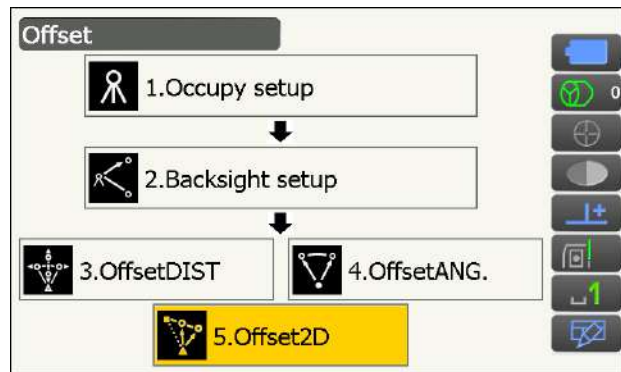 Offset
1.Occupy setup
0
2.Backsight setup
3.OffsetDIST
4.OffsetANG.
1
5.Offset2D